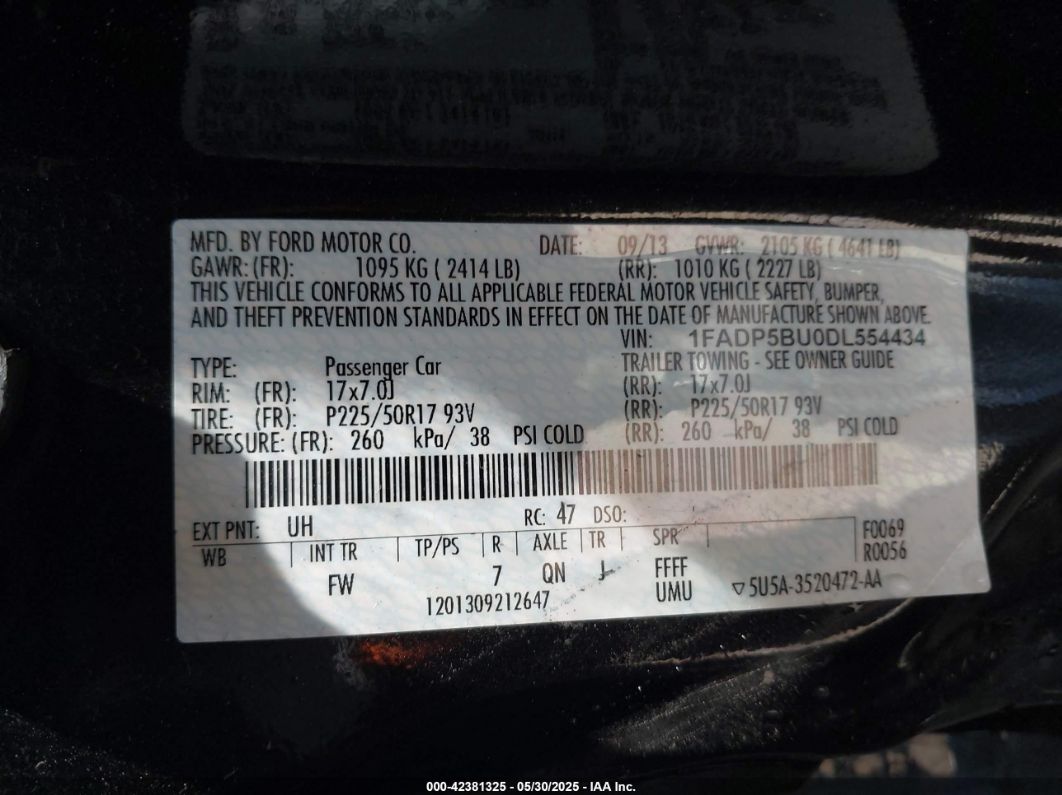 MFD. BY FORD MOTOR CO. DATE: 09/13 GVWR: 2105 KG ( 4641 LB)
GAWR: (FR): 1095 KG ( 2414 LB) (RR): 1010 KG ( 2227 LB)
THIS VEHICLE CONFORMS TO ALL APPLICABLE FEDERAL MOTOR VEHICLE SAFETY, BUMPER,
AND THEFT PREVENTION STANDARDS IN EFFECT ON THE DATE OF MANUFACTURE SHOWN ABOVE.
VIN: 1FADP5BU0DL554434
TYPE: Passenger Car TRAILER TOWING - SEE OWNER GUIDE
RIM: (FR): 17x7.0J (RR): 17x7.0J
TIRE: (FR): P225/50R17 93V (RR): P225/50R17 93V
PRESSURE: (FR): 260 kPa/ 38 PSI COLD (RR): 260 kPa/ 38 PSI COLD
EXT PNT: UH RC: 47 DSO:
WB INT TR TP/PS R AXLE TR SPR F0069
R0056
FW 7 QN J FFFF
1201309212647 UMU ▽5U5A-3520472-AA
000-42381325 - 05/30/2025 - IAA Inc.